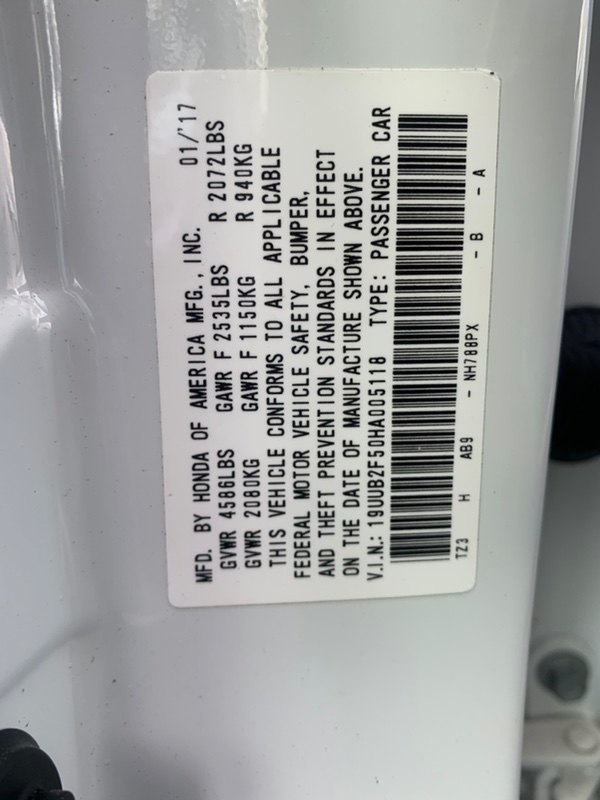 MFD. BY HONDA OF AMERICA MFG., INC. 01/'17
GVWR 4586LBS GAWR F 2535LBS R 2072LBS
GVWR 2080KG GAWR F 1150KG R 940KG
THIS VEHICLE CONFORMS TO ALL APPLICABLE
FEDERAL MOTOR VEHICLE SAFETY, BUMPER,
AND THEFT PREVENTION STANDARDS IN EFFECT
ON THE DATE OF MANUFACTURE SHOWN ABOVE.
V.I.N.: 19UUB2F50HA005118 TYPE: PASSENGER CAR
TZ3 H AB9 - NH788PX - B - A